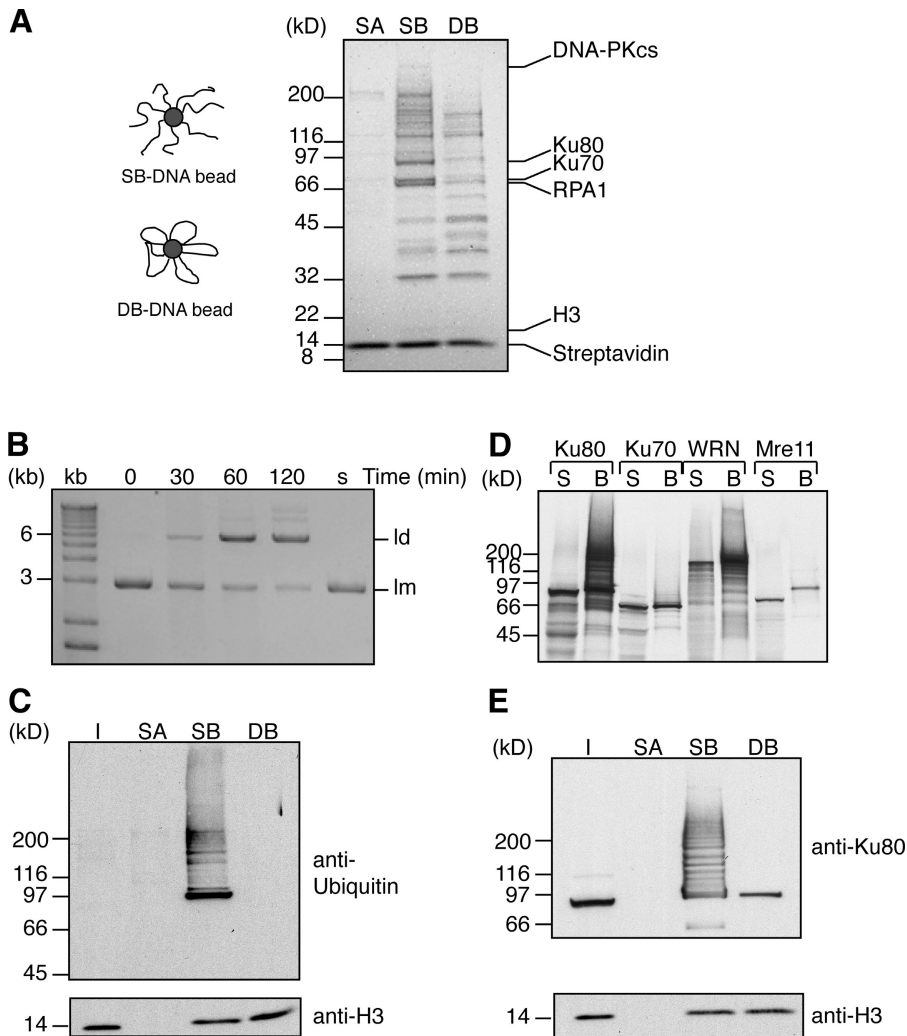 A
(kD) SA SB DB
DNA-PKcs
200
116
97
66
45
32
22
14
8
Ku80
Ku70
RPA1
H3
Streptavidin
SB-DNA bead
DB-DNA bead
B
(kb) kb 0 30 60 120 s Time (min)
6
3
Id
Im
D
Ku80 Ku70 WRN Mre11
(kD) S B S B S B S B
200
116
97
66
45
C
(kD) I SA SB DB
200
116
97
66
45
anti-
Ubiquitin
14
anti-H3
E
(kD) I SA SB DB
200
116
97
66
anti-Ku80
14
anti-H3